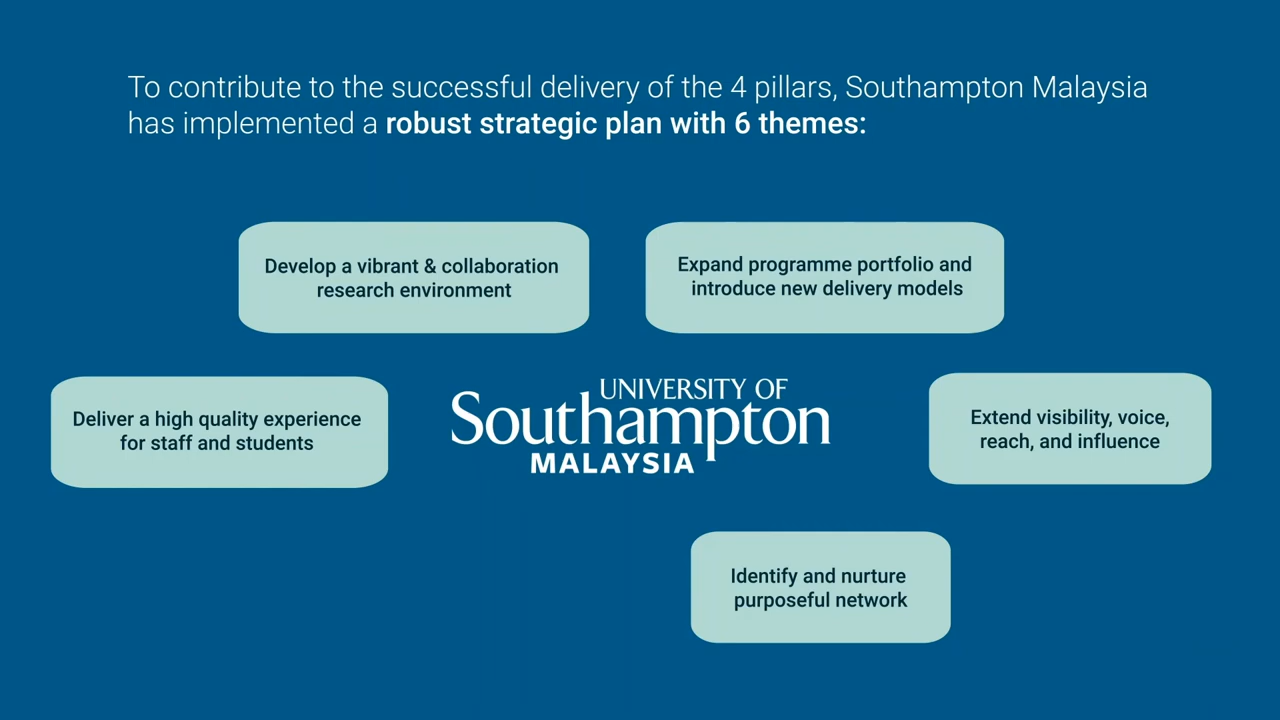 To contribute to the successful delivery of the 4 pillars, Southampton Malaysia
has implemented a robust strategic plan with 6 themes:
Develop a vibrant & collaboration
research environment
Expand programme portfolio and
introduce new delivery models
Deliver a high quality experience
for staff and students
UNIVERSITY OF
Southampton
MALAYSIA
Extend visibility, voice,
reach, and influence
Identify and nurture
purposeful network